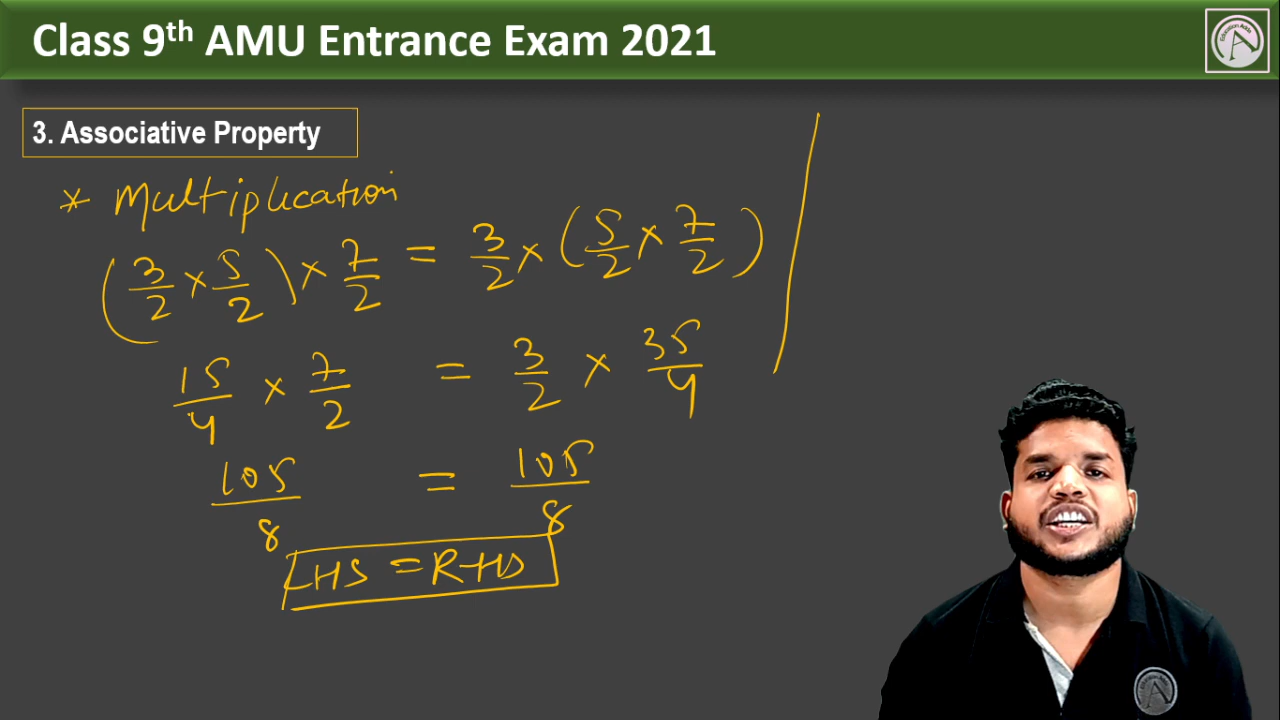 Class 9th AMU Entrance Exam 2021
3. Associative Property
* Multiplication
(3/2 × 5/2) × 7/2 = 3/2 × (5/2 × 7/2)
15/4 × 7/2 = 3/2 × 35/4
105/8 = 105/8
LHS = RHS
A
A